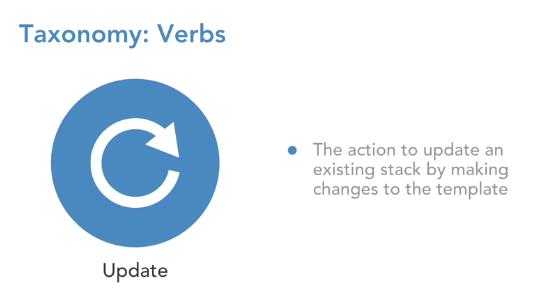 Taxonomy: Verbs
The action to update an
existing stack by making
changes to the template
Update